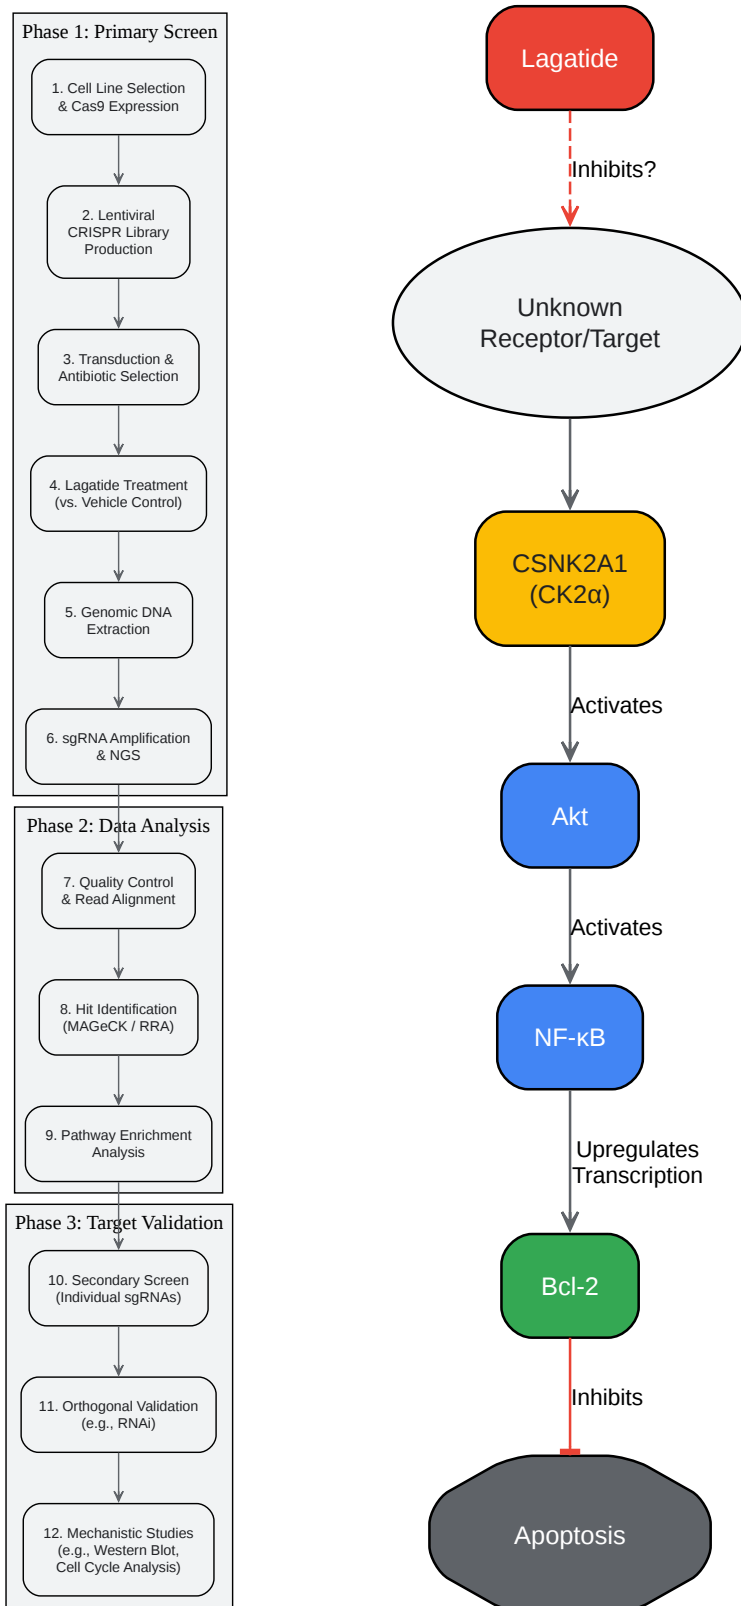 Phase 1: Primary Screen
1. Cell Line Selection
& Cas9 Expression
2. Lentiviral
CRISPR Library
Production
3. Transduction &
Antibiotic Selection
4. Lagatide Treatment
(vs. Vehicle Control)
5. Genomic DNA
Extraction
6. sgRNA Amplification
& NGS
Phase 2: Data Analysis
7. Quality Control
& Read Alignment
8. Hit Identification
(MAGeCK / RRA)
9. Pathway Enrichment
Analysis
Phase 3: Target Validation
10. Secondary Screen
(Individual sgRNAs)
11. Orthogonal Validation
(e.g., RNAi)
12. Mechanistic Studies
(e.g., Western Blot,
Cell Cycle Analysis)
Lagatide
Inhibits?
Unknown
Receptor/Target
CSNK2A1
(CK2α)
Activates
Akt
Activates
NF-κB
Upregulates
Transcription
Bcl-2
Inhibits
Apoptosis